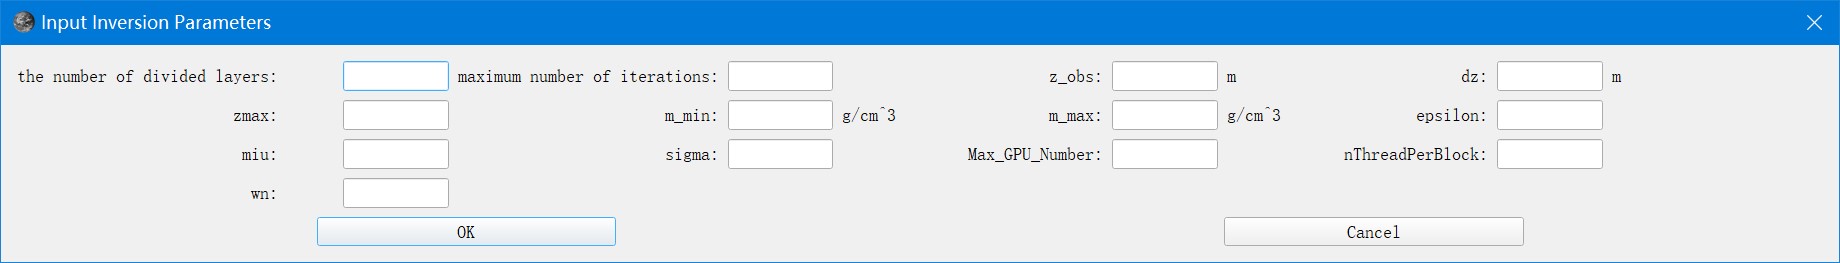 Input Inversion Parameters
the number of divided layers: maximum number of iterations: z_obs: m dz: m
zmax: m_min: g/cm^3 m_max: g/cm^3 epsilon:
miu: sigma: Max_GPU_Number: nThreadPerBlock:
wn:
OK Cancel